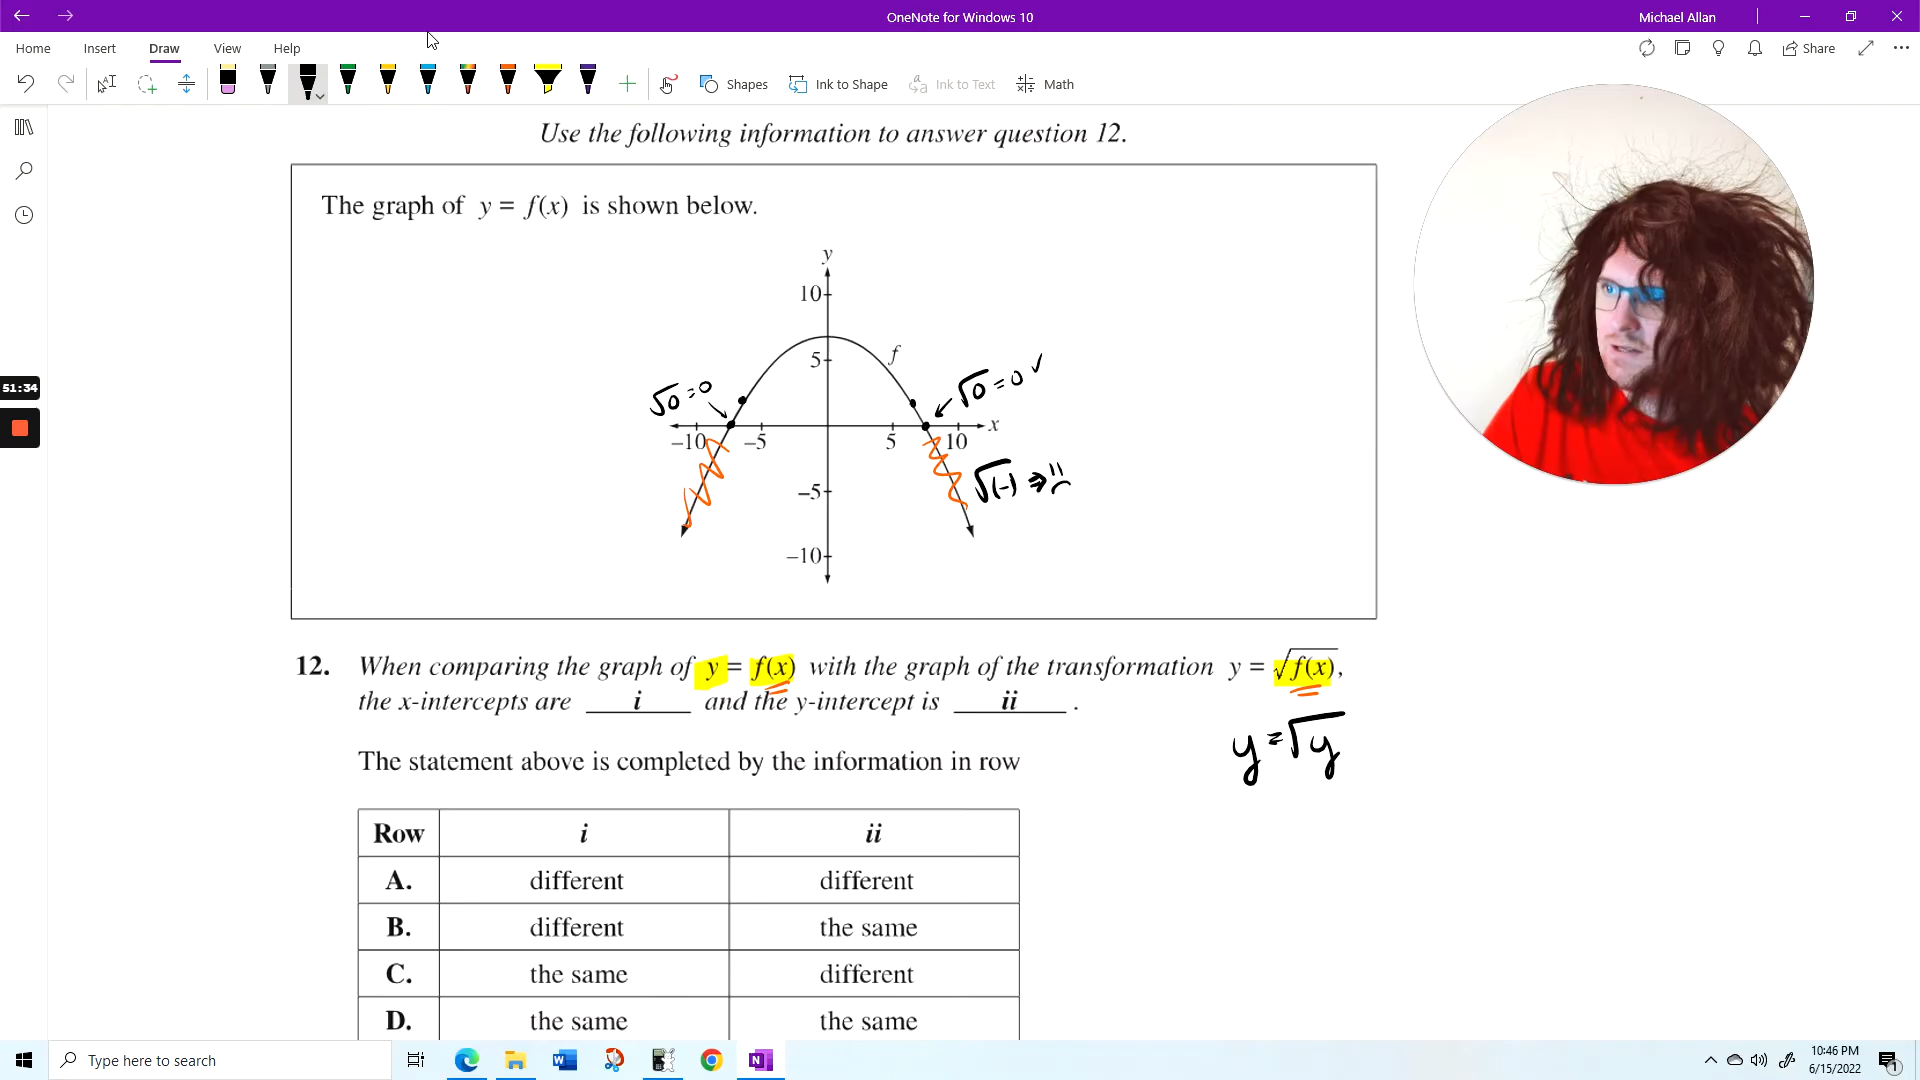 OneNote for Windows 10
Michael Allan
Home Insert Draw View Help
Share
Shapes Ink to Shape Ink to Text Math
51:34
Use the following information to answer question 12.
The graph of y = f(x) is shown below.
y
10
5
f
√0 = 0
√0 = 0 ✓
−10 −5 5 10 x
√(−) ⇒
−5
−10
12. When comparing the graph of y = f(x) with the graph of the transformation y = √f(x),
the x-intercepts are i and the y-intercept is ii .
y = √y
The statement above is completed by the information in row
Row i ii
A. different different
B. different the same
C. the same different
D. the same the same
Type here to search
10:46 PM
6/15/2022
1